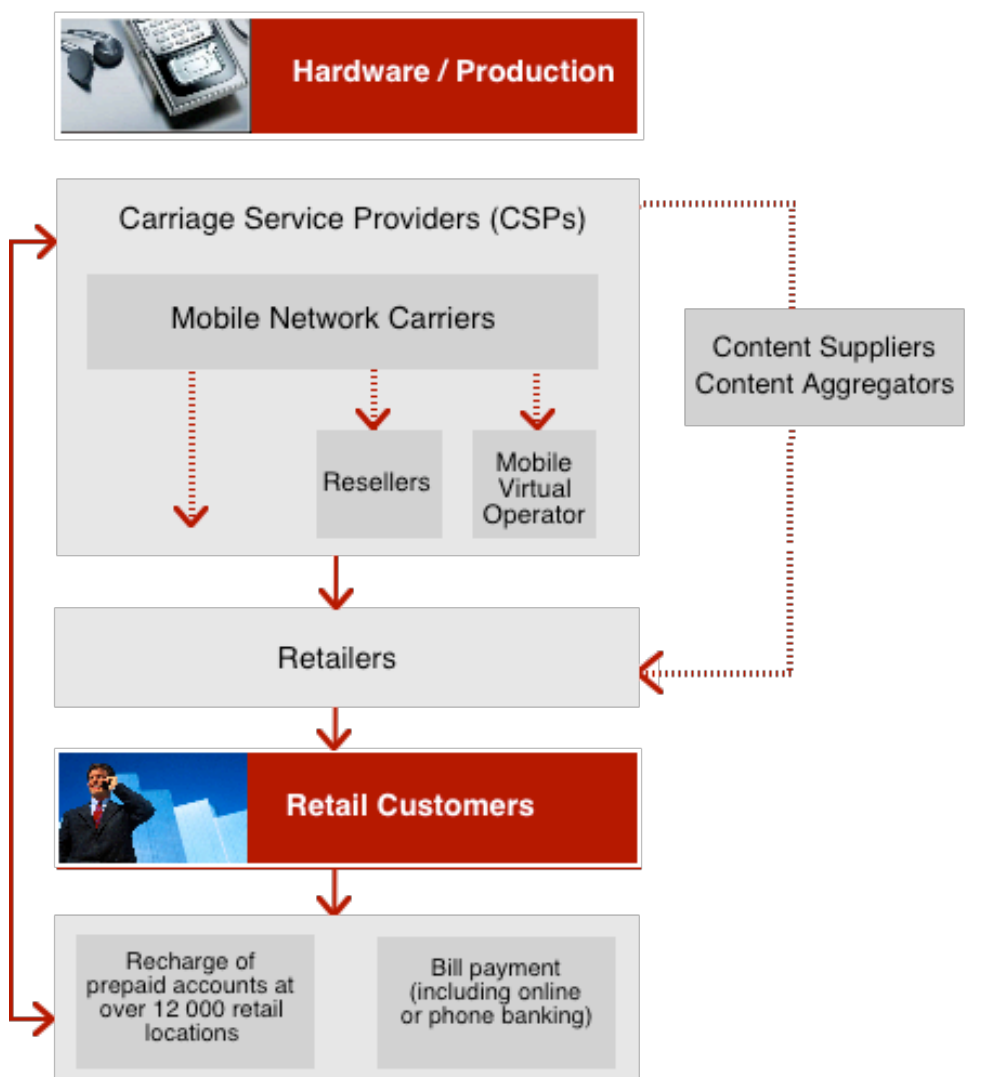 Hardware / Production
Carriage Service Providers (CSPs)
Mobile Network Carriers
Content Suppliers
Content Aggregators
Resellers
Mobile
Virtual
Operator
Retailers
Retail Customers
Recharge of
prepaid accounts at
over 12 000 retail
locations
Bill payment
(including online
or phone banking)